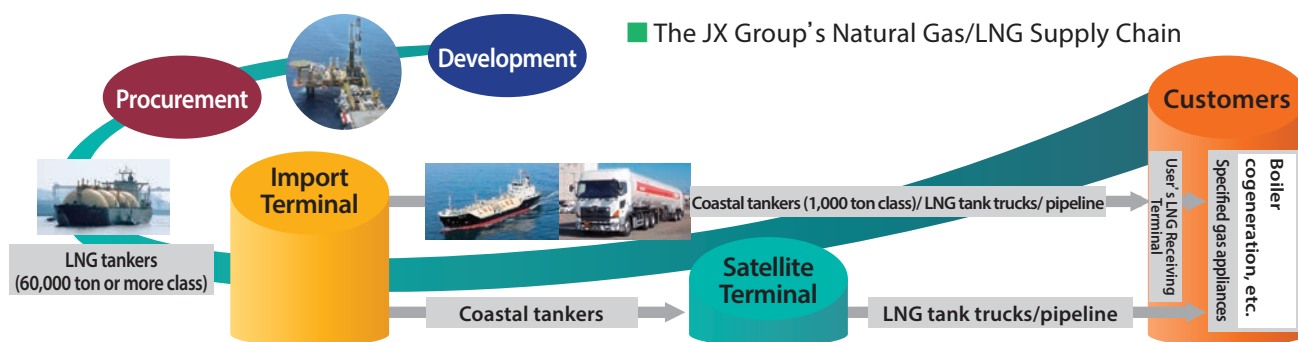 The JX Group’s Natural Gas/LNG Supply Chain
Development
Procurement
Customers
Import
Terminal
LNG tankers
(60,000 ton or more class)
Coastal tankers (1,000 ton class)/ LNG tank trucks/ pipeline
User’s LNG Receiving
Terminal
Specified gas appliances
Boiler
cogeneration, etc.
Coastal tankers
Satellite
Terminal
LNG tank trucks/pipeline